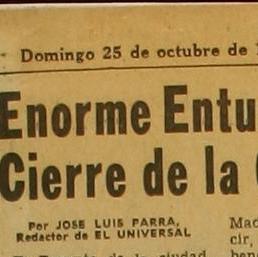 Domingo 25 de octubre de
Enorme Entu
Cierre de la
Por JOSE LUIS PARRA,
Redactor de EL UNIVERSAL
Mad
cir,